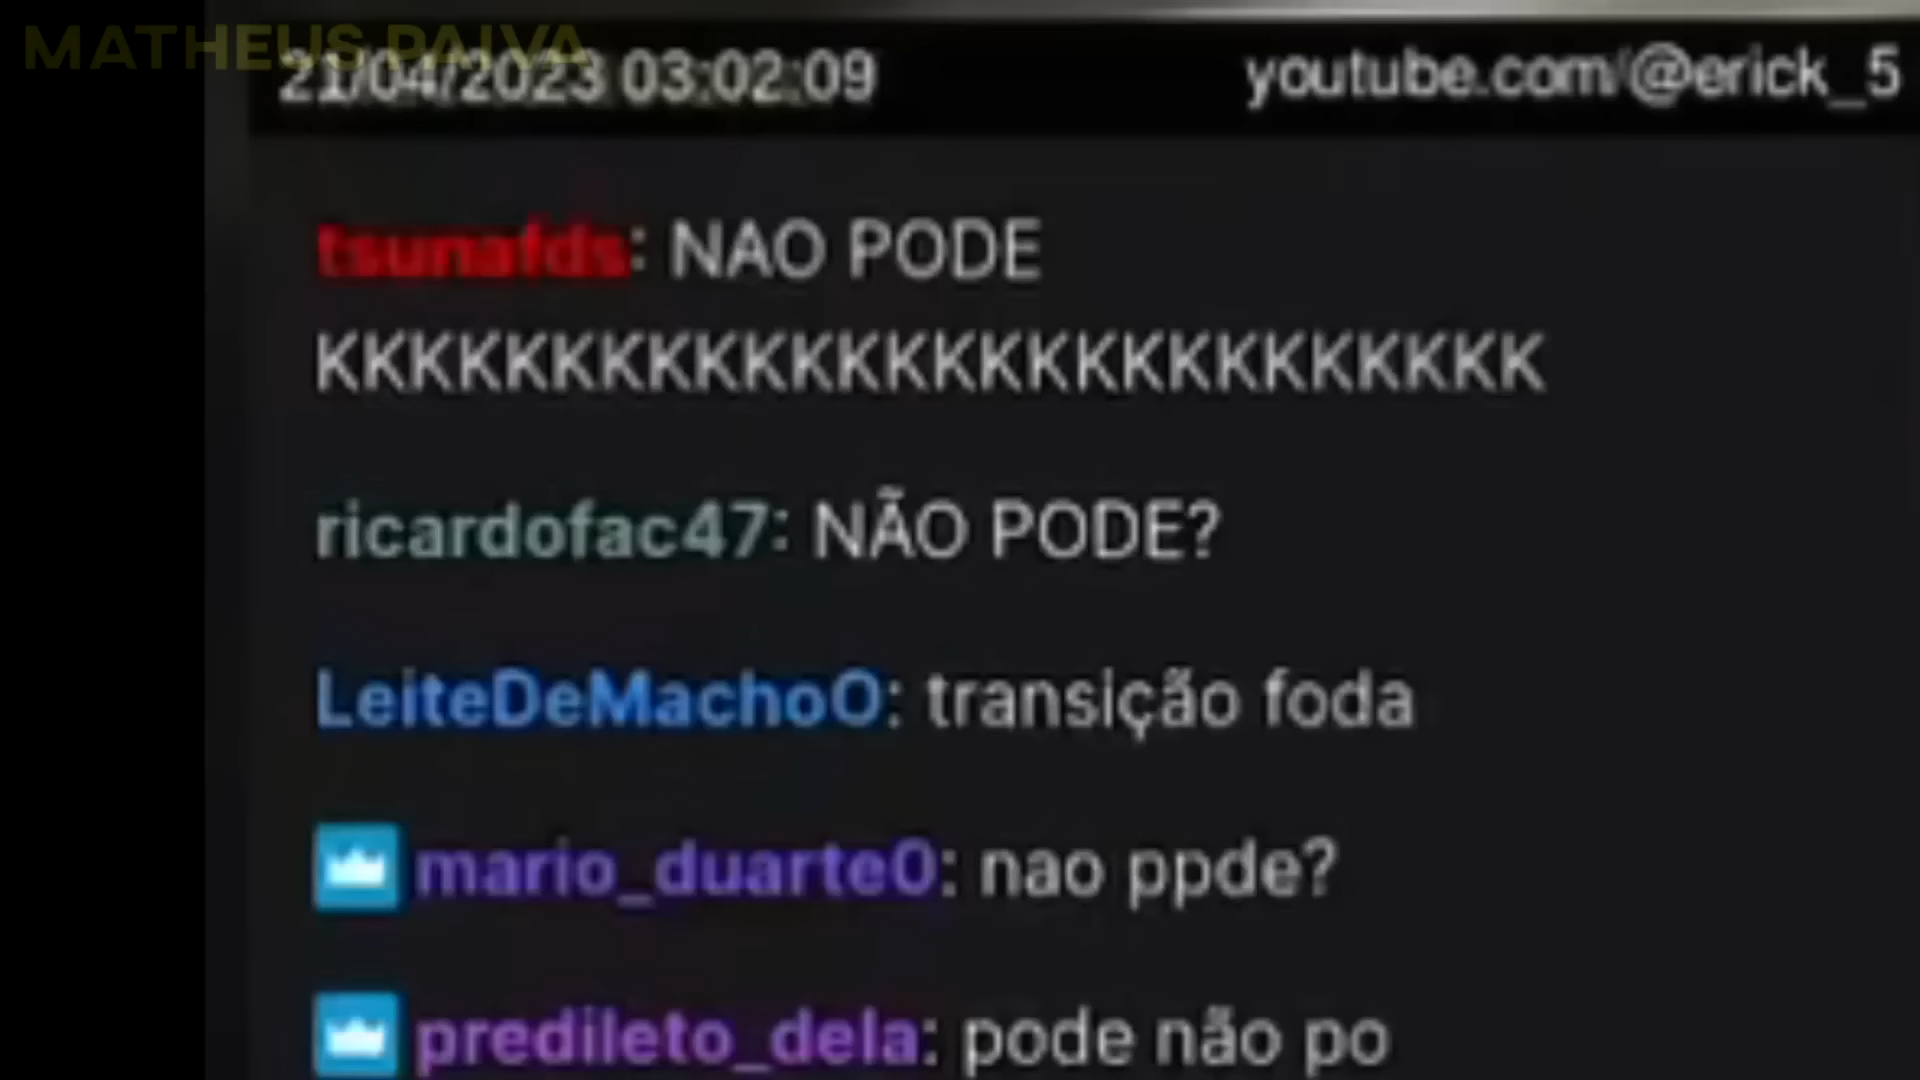 MATHEUS PAIVA
21/04/2023 03:02:09 youtube.com/@erick_5
tsunafds: NAO PODE
KKKKKKKKKKKKKKKKKKKKKKKKKK
ricardofac47: NÃO PODE?
LeiteDeMachoO: transição foda
mario_duarte0: nao ppde?
predileto_dela: pode não po